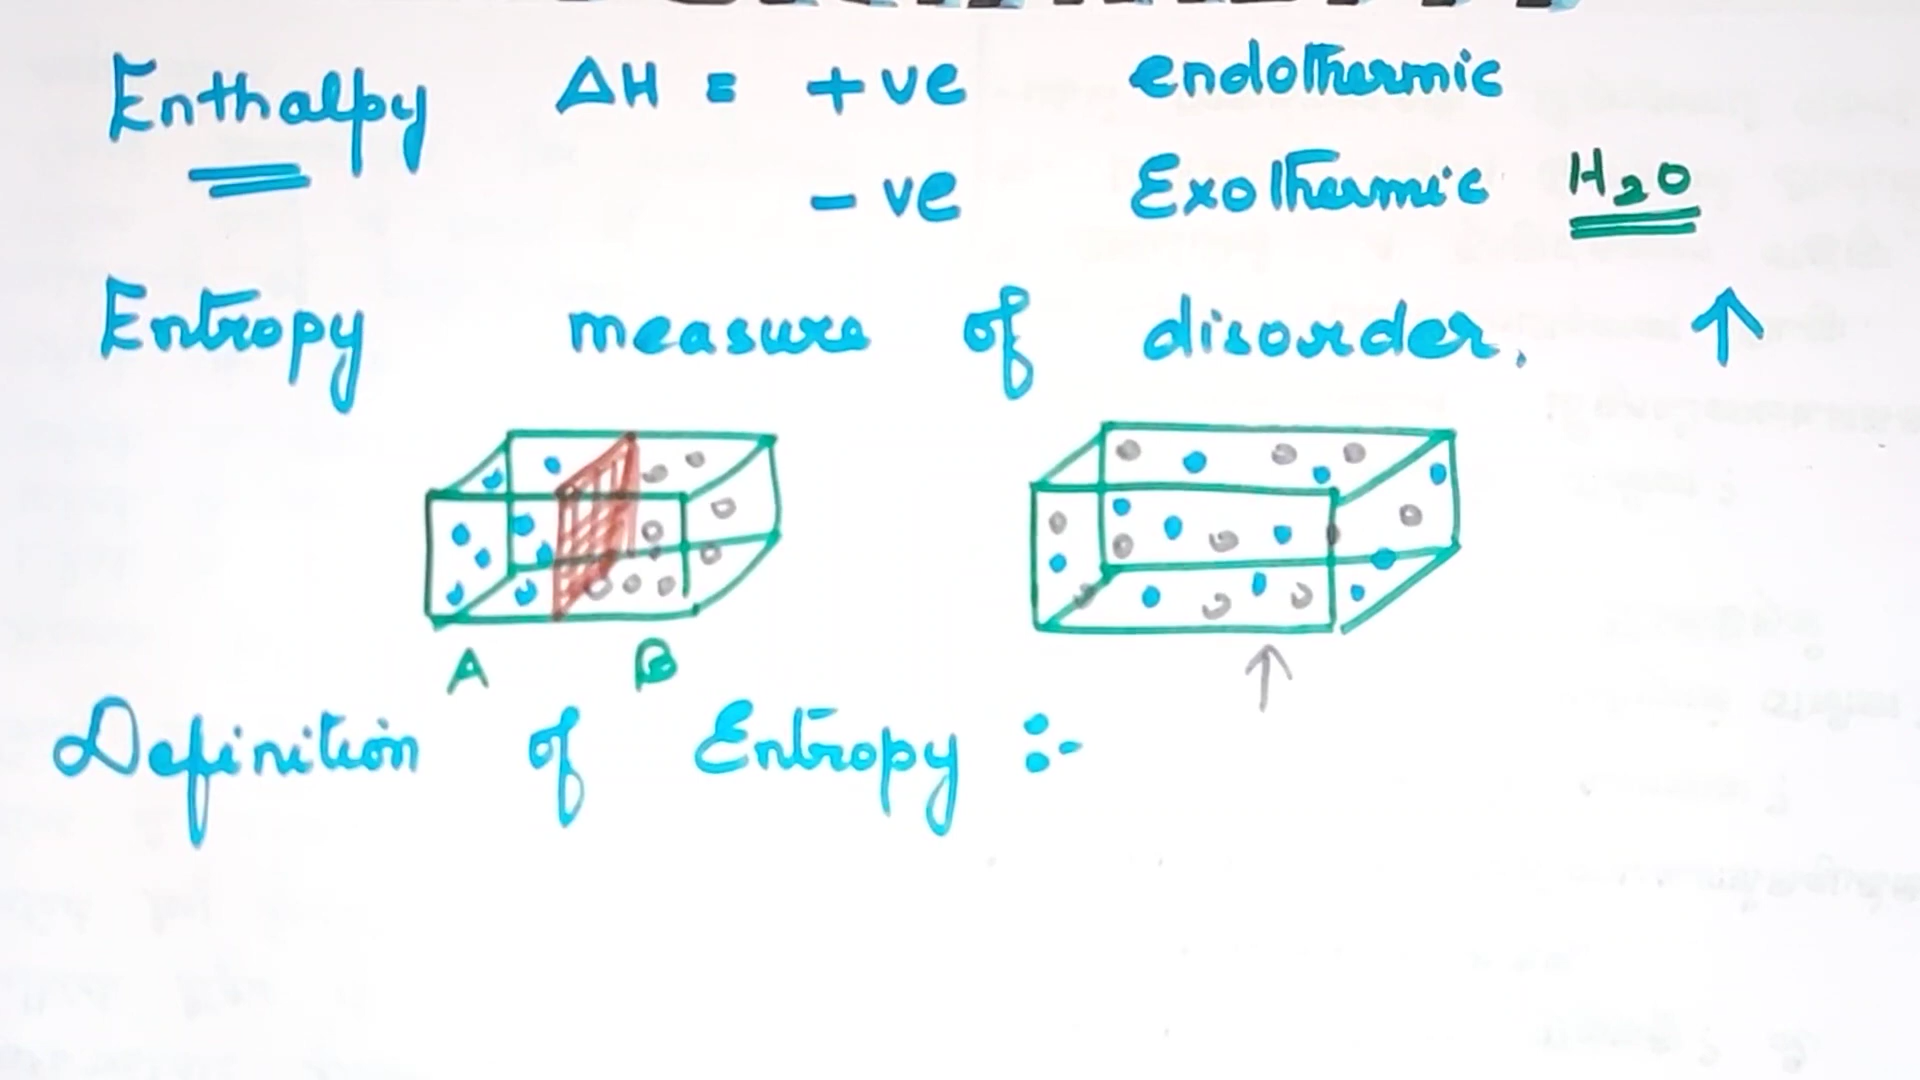 Enthalpy ΔH = +ve endothermic
-ve Exothermic H₂O
Entropy measure of disorder. ↑
A B ↑
Definition of Entropy :-